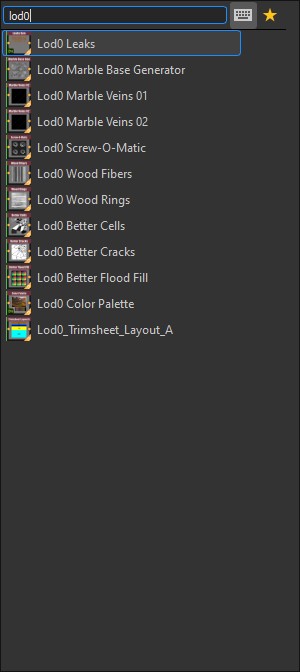 lod0
Lod0 Leaks
Lod0 Marble Base Generator
Lod0 Marble Veins 01
Lod0 Marble Veins 02
Lod0 Screw-O-Matic
Lod0 Wood Fibers
Lod0 Wood Rings
Lod0 Better Cells
Lod0 Better Cracks
Lod0 Better Flood Fill
Lod0 Color Palette
Lod0_Trimsheet_Layout_A